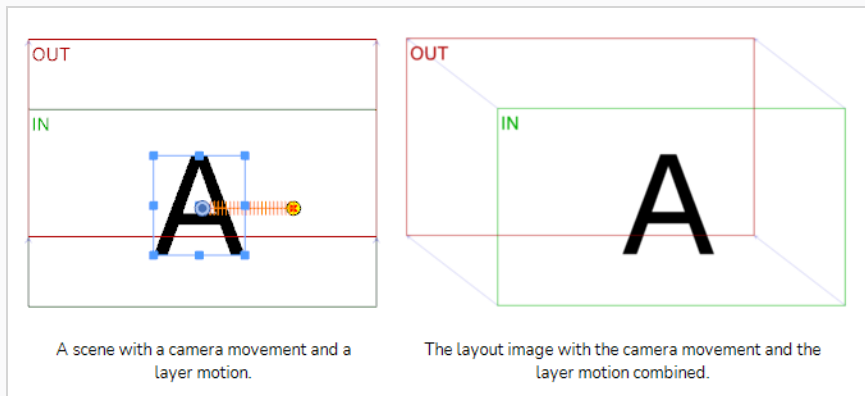 OUT
IN
A
A scene with a camera movement and a
layer motion.
OUT
IN
A
The layout image with the camera movement and the
layer motion combined.